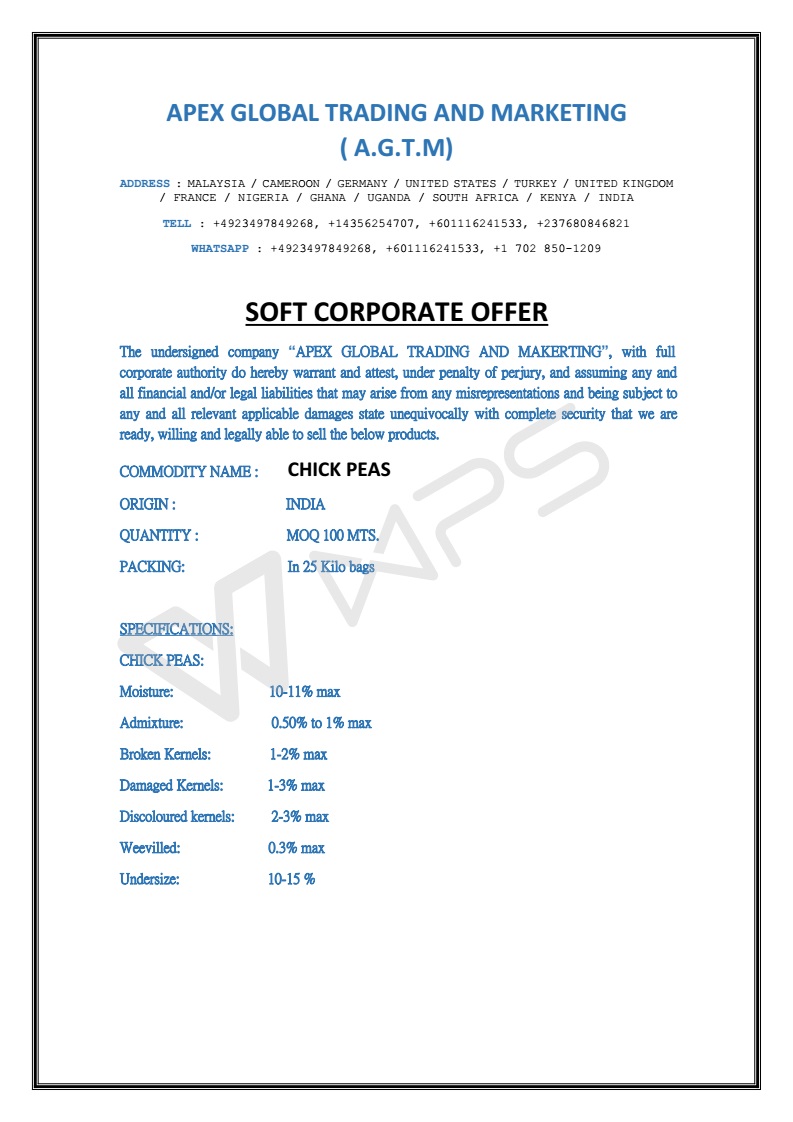 APEX GLOBAL TRADING AND MARKETING
( A.G.T.M)
ADDRESS : MALAYSIA / CAMEROON / GERMANY / UNITED STATES / TURKEY / UNITED KINGDOM
/ FRANCE / NIGERIA / GHANA / UGANDA / SOUTH AFRICA / KENYA / INDIA
TELL : +4923497849268, +14356254707, +601116241533, +237680846821
WHATSAPP : +4923497849268, +601116241533, +1 702 850-1209
SOFT CORPORATE OFFER
The undersigned company “APEX GLOBAL TRADING AND MAKERTING”, with full
corporate authority do hereby warrant and attest, under penalty of perjury, and assuming any and
all financial and/or legal liabilities that may arise from any misrepresentations and being subject to
any and all relevant applicable damages state unequivocally with complete security that we are
ready, willing and legally able to sell the below products.
COMMODITY NAME : CHICK PEAS
ORIGIN : INDIA
QUANTITY : MOQ 100 MTS.
PACKING: In 25 Kilo bags
WPS
SPECIFICATIONS:
CHICK PEAS:
Moisture: 10-11% max
Admixture: 0.50% to 1% max
Broken Kernels: 1-2% max
Damaged Kernels: 1-3% max
Discoloured kernels: 2-3% max
Weevilled: 0.3% max
Undersize: 10-15 %